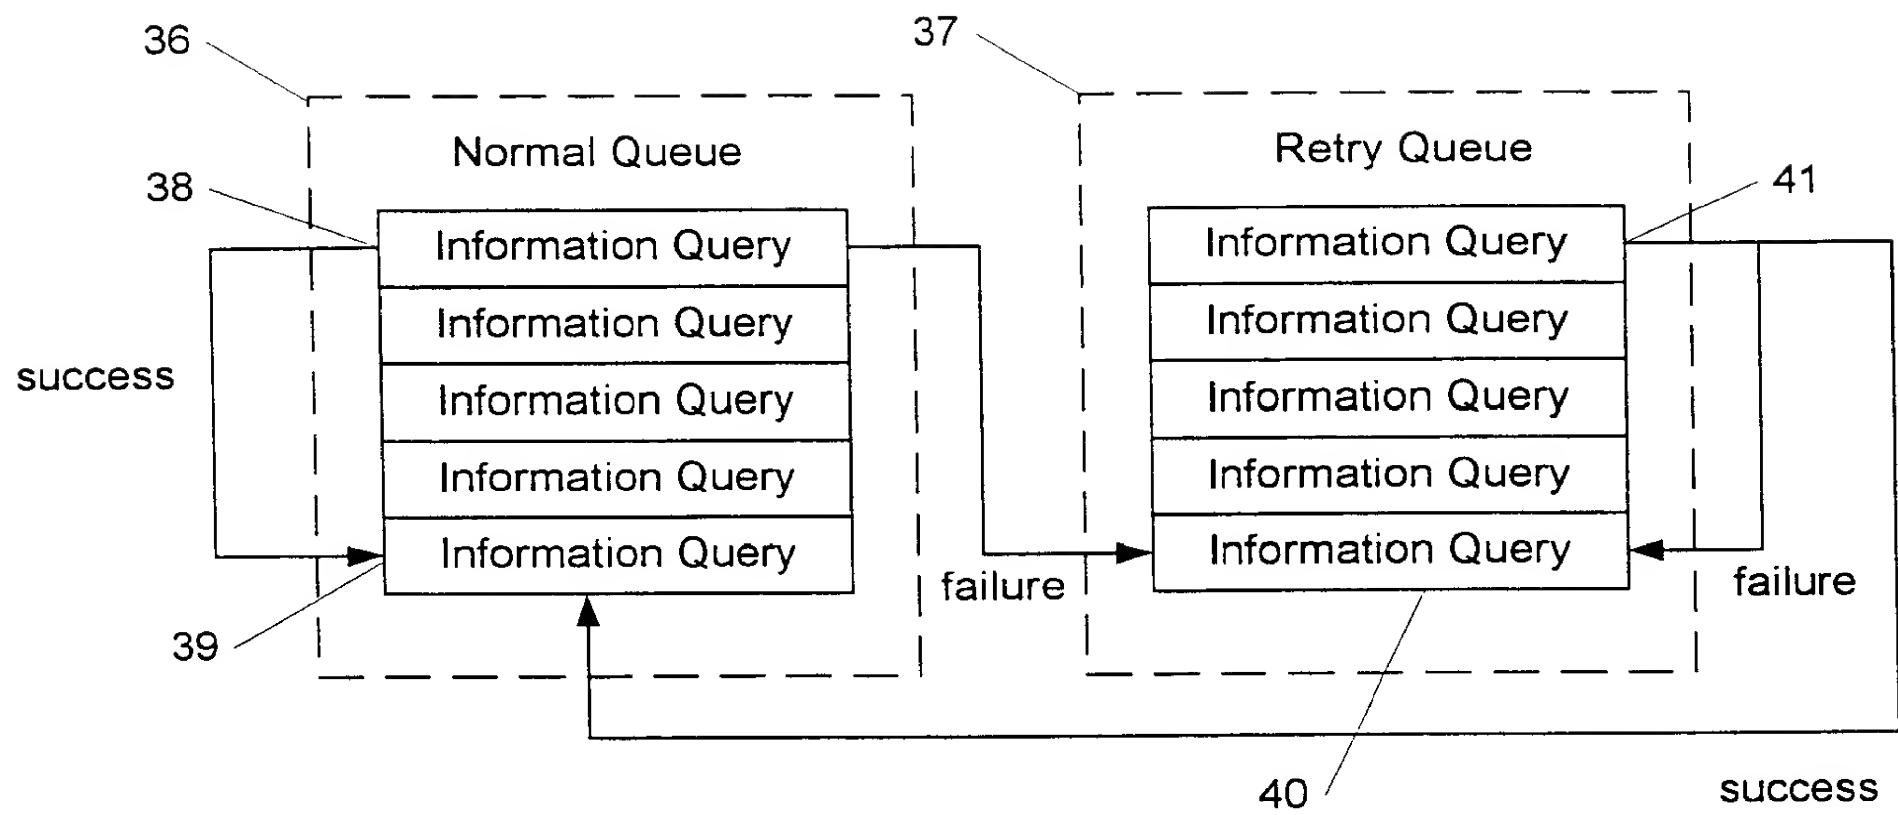 36
37
Normal Queue
Retry Queue
38
41
Information Query
Information Query
Information Query
Information Query
Information Query
Information Query
Information Query
Information Query
Information Query
Information Query
success
failure
failure
39
40
success